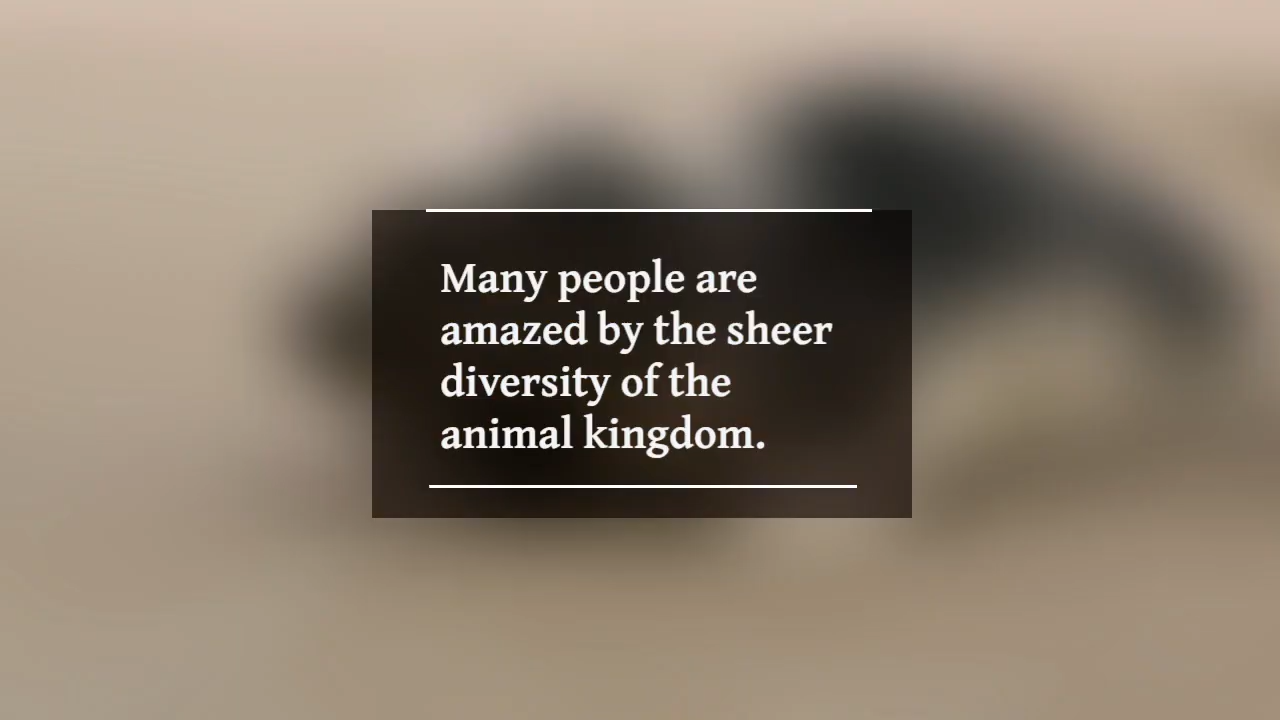 Many people are
amazed by the sheer
diversity of the
animal kingdom.